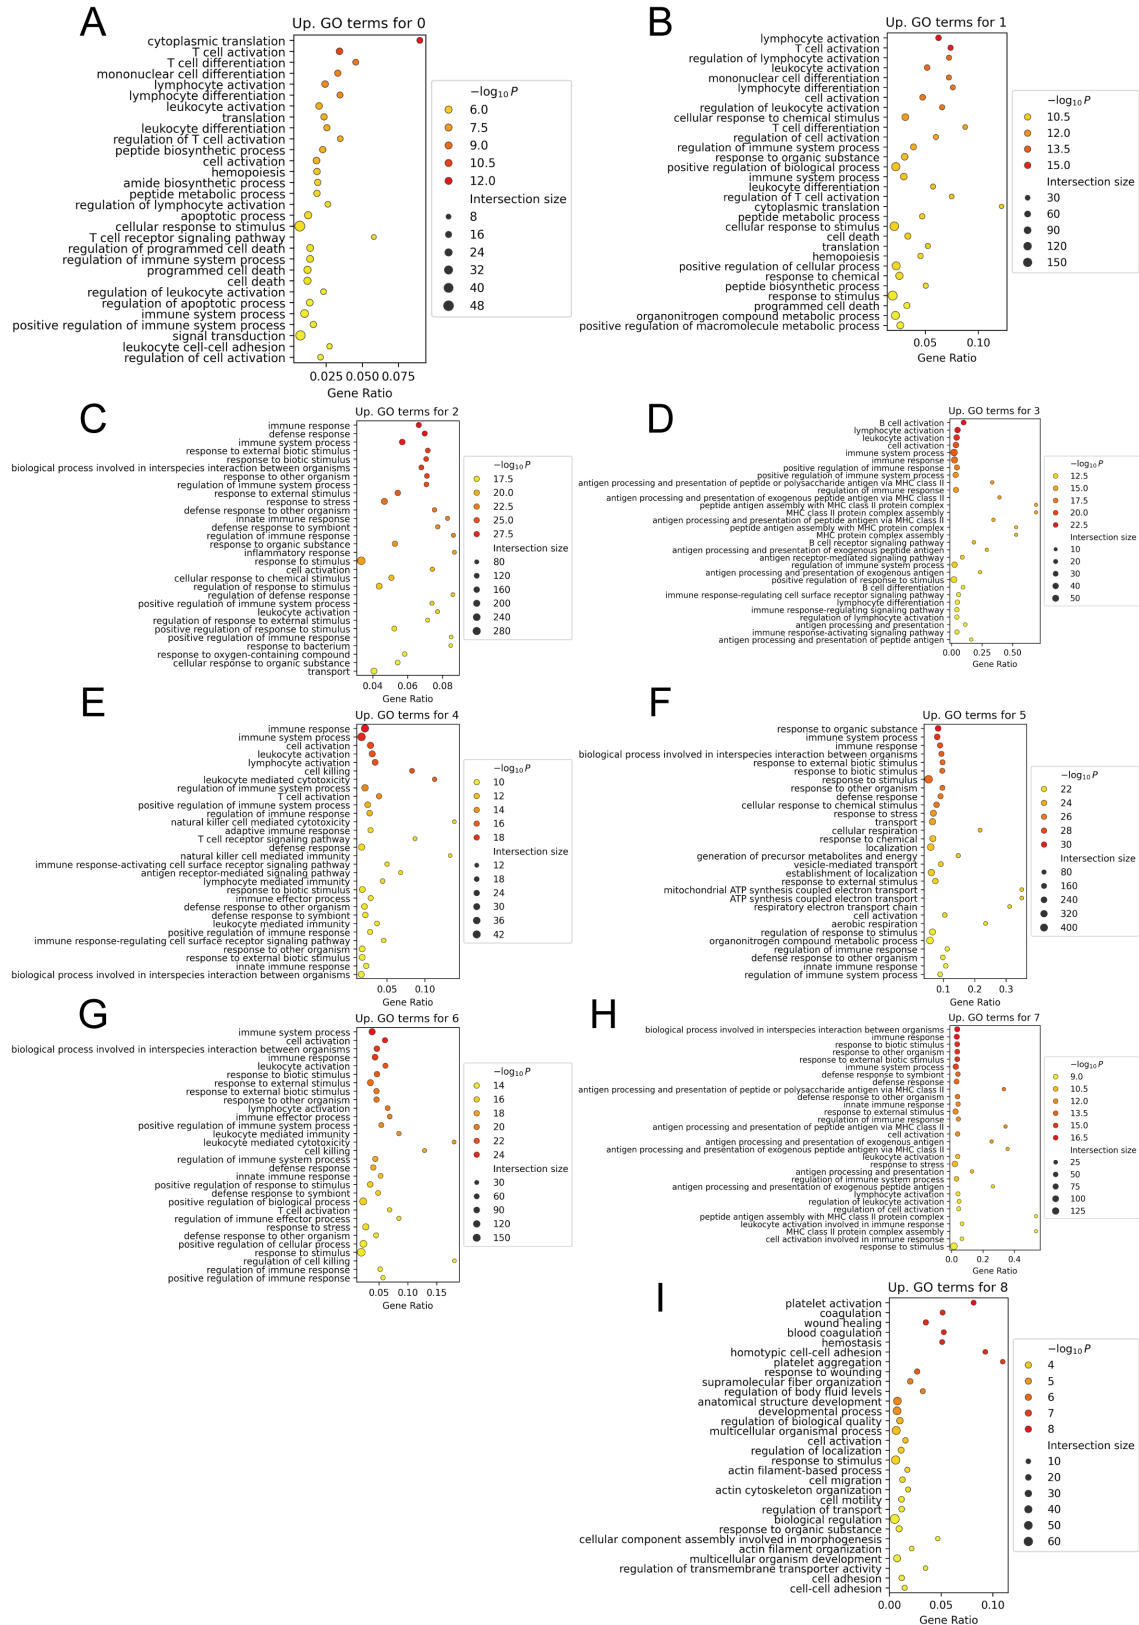 A
Up. GO terms for 0
cytoplasmic translation
T cell activation
T cell differentiation
mononuclear cell differentiation
lymphocyte activation
lymphocyte differentiation
leukocyte activation
translation
leukocyte differentiation
regulation of T cell activation
peptide biosynthetic process
cell activation
hemopoiesis
amide biosynthetic process
peptide metabolic process
regulation of lymphocyte activation
apoptotic process
cellular response to stimulus
T cell receptor signaling pathway
regulation of programmed cell death
regulation of immune system process
programmed cell death
cell death
regulation of leukocyte activation
regulation of apoptotic process
immune system process
positive regulation of immune system process
signal transduction
leukocyte cell-cell adhesion
regulation of cell activation
0.025 0.050 0.075
Gene Ratio
−log10 P
6.0
7.5
9.0
10.5
12.0
Intersection size
8
16
24
32
40
48
B
Up. GO terms for 1
lymphocyte activation
T cell activation
regulation of lymphocyte activation
leukocyte activation
mononuclear cell differentiation
lymphocyte differentiation
cell activation
regulation of leukocyte activation
cellular response to chemical stimulus
T cell differentiation
regulation of cell activation
regulation of immune system process
response to organic substance
positive regulation of biological process
immune system process
leukocyte differentiation
regulation of T cell activation
cytoplasmic translation
peptide metabolic process
cellular response to stimulus
cell death
translation
hemopoiesis
positive regulation of cellular process
response to chemical
peptide biosynthetic process
response to stimulus
programmed cell death
organonitrogen compound metabolic process
positive regulation of macromolecule metabolic process
0.05 0.10
Gene Ratio
−log10 P
10.5
12.0
13.5
15.0
Intersection size
30
60
90
120
150
C
Up. GO terms for 2
immune response
defense response
immune system process
response to external biotic stimulus
response to biotic stimulus
biological process involved in interspecies interaction between organisms
response to other organism
regulation of immune system process
response to external stimulus
response to stress
defense response to other organism
innate immune response
defense response to symbiont
regulation of immune response
response to organic substance
inflammatory response
response to stimulus
cell activation
cellular response to chemical stimulus
regulation of response to stimulus
regulation of defense response
positive regulation of immune system process
leukocyte activation
regulation of response to external stimulus
positive regulation of response to stimulus
positive regulation of immune response
response to bacterium
response to oxygen-containing compound
cellular response to organic substance
transport
0.04 0.06 0.08
Gene Ratio
−log10 P
17.5
20.0
22.5
25.0
27.5
Intersection size
80
120
160
200
240
280
D
Up. GO terms for 3
B cell activation
lymphocyte activation
leukocyte activation
cell activation
immune system process
immune response
positive regulation of immune response
positive regulation of immune system process
antigen processing and presentation of peptide or polysaccharide antigen via MHC class II
regulation of immune response
antigen processing and presentation of exogenous peptide antigen via MHC class II
peptide antigen assembly with MHC class II protein complex
MHC class II protein complex assembly
antigen processing and presentation of peptide antigen via MHC class II
peptide antigen assembly with MHC protein complex
MHC protein complex assembly
B cell receptor signaling pathway
antigen processing and presentation of exogenous peptide antigen
antigen receptor-mediated signaling pathway
regulation of immune system process
antigen processing and presentation of exogenous antigen
positive regulation of response to stimulus
B cell differentiation
immune response-regulating cell surface receptor signaling pathway
lymphocyte differentiation
immune response-regulating signaling pathway
regulation of lymphocyte activation
antigen processing and presentation
immune response-activating signaling pathway
antigen processing and presentation of peptide antigen
0.00 0.25 0.50
Gene Ratio
−log10 P
12.5
15.0
17.5
20.0
22.5
Intersection size
10
20
30
40
50
E
Up. GO terms for 4
immune response
immune system process
cell activation
leukocyte activation
lymphocyte activation
cell killing
leukocyte mediated cytotoxicity
regulation of immune system process
T cell activation
positive regulation of immune system process
regulation of immune response
natural killer cell mediated cytotoxicity
adaptive immune response
T cell receptor signaling pathway
defense response
natural killer cell mediated immunity
immune response-activating cell surface receptor signaling pathway
antigen receptor-mediated signaling pathway
lymphocyte mediated immunity
response to biotic stimulus
immune effector process
defense response to other organism
defense response to symbiont
leukocyte mediated immunity
positive regulation of immune response
immune response-regulating cell surface receptor signaling pathway
response to other organism
response to external biotic stimulus
innate immune response
biological process involved in interspecies interaction between organisms
0.05 0.10
Gene Ratio
−log10 P
10
12
14
16
18
Intersection size
12
18
24
30
36
42
F
Up. GO terms for 5
response to organic substance
immune system process
immune response
biological process involved in interspecies interaction between organisms
response to external biotic stimulus
response to biotic stimulus
response to stimulus
response to other organism
defense response
cellular response to chemical stimulus
response to stress
transport
cellular respiration
response to chemical
localization
generation of precursor metabolites and energy
vesicle-mediated transport
establishment of localization
response to external stimulus
mitochondrial ATP synthesis coupled electron transport
ATP synthesis coupled electron transport
respiratory electron transport chain
cell activation
aerobic respiration
regulation of response to stimulus
organonitrogen compound metabolic process
regulation of immune response
defense response to other organism
innate immune response
regulation of immune system process
0.1 0.2 0.3
Gene Ratio
−log10 P
22
24
26
28
30
Intersection size
80
160
240
320
400
G
Up. GO terms for 6
immune system process
cell activation
biological process involved in interspecies interaction between organisms
immune response
leukocyte activation
response to biotic stimulus
response to external stimulus
response to external biotic stimulus
response to other organism
lymphocyte activation
immune effector process
positive regulation of immune system process
leukocyte mediated immunity
leukocyte mediated cytotoxicity
cell killing
regulation of immune system process
defense response
innate immune response
positive regulation of response to stimulus
defense response to symbiont
positive regulation of biological process
T cell activation
regulation of immune effector process
response to stress
defense response to other organism
positive regulation of cellular process
response to stimulus
regulation of cell killing
regulation of immune response
positive regulation of immune response
0.05 0.10 0.15
Gene Ratio
−log10 P
14
16
18
20
22
24
Intersection size
30
60
90
120
150
H
Up. GO terms for 7
biological process involved in interspecies interaction between organisms
immune response
response to biotic stimulus
response to other organism
response to external biotic stimulus
immune system process
defense response to symbiont
defense response
antigen processing and presentation of peptide or polysaccharide antigen via MHC class II
defense response to other organism
innate immune response
response to external stimulus
regulation of immune response
antigen processing and presentation of peptide antigen via MHC class II
cell activation
antigen processing and presentation of exogenous antigen
antigen processing and presentation of exogenous peptide antigen via MHC class II
leukocyte activation
response to stress
antigen processing and presentation
regulation of immune system process
antigen processing and presentation of exogenous peptide antigen
lymphocyte activation
regulation of leukocyte activation
regulation of cell activation
peptide antigen assembly with MHC class II protein complex
leukocyte activation involved in immune response
MHC class II protein complex assembly
cell activation involved in immune response
response to stimulus
0.0 0.2 0.4
Gene Ratio
−log10 P
9.0
10.5
12.0
13.5
15.0
16.5
Intersection size
25
50
75
100
125
I
Up. GO terms for 8
platelet activation
coagulation
wound healing
blood coagulation
hemostasis
homotypic cell-cell adhesion
platelet aggregation
response to wounding
supramolecular fiber organization
regulation of body fluid levels
anatomical structure development
developmental process
regulation of biological quality
multicellular organismal process
cell activation
regulation of localization
response to stimulus
actin filament-based process
cell migration
actin cytoskeleton organization
cell motility
regulation of transport
biological regulation
response to organic substance
cellular component assembly involved in morphogenesis
actin filament organization
multicellular organism development
regulation of transmembrane transporter activity
cell adhesion
cell-cell adhesion
0.00 0.05 0.10
Gene Ratio
−log10 P
4
5
6
7
8
Intersection size
10
20
30
40
50
60